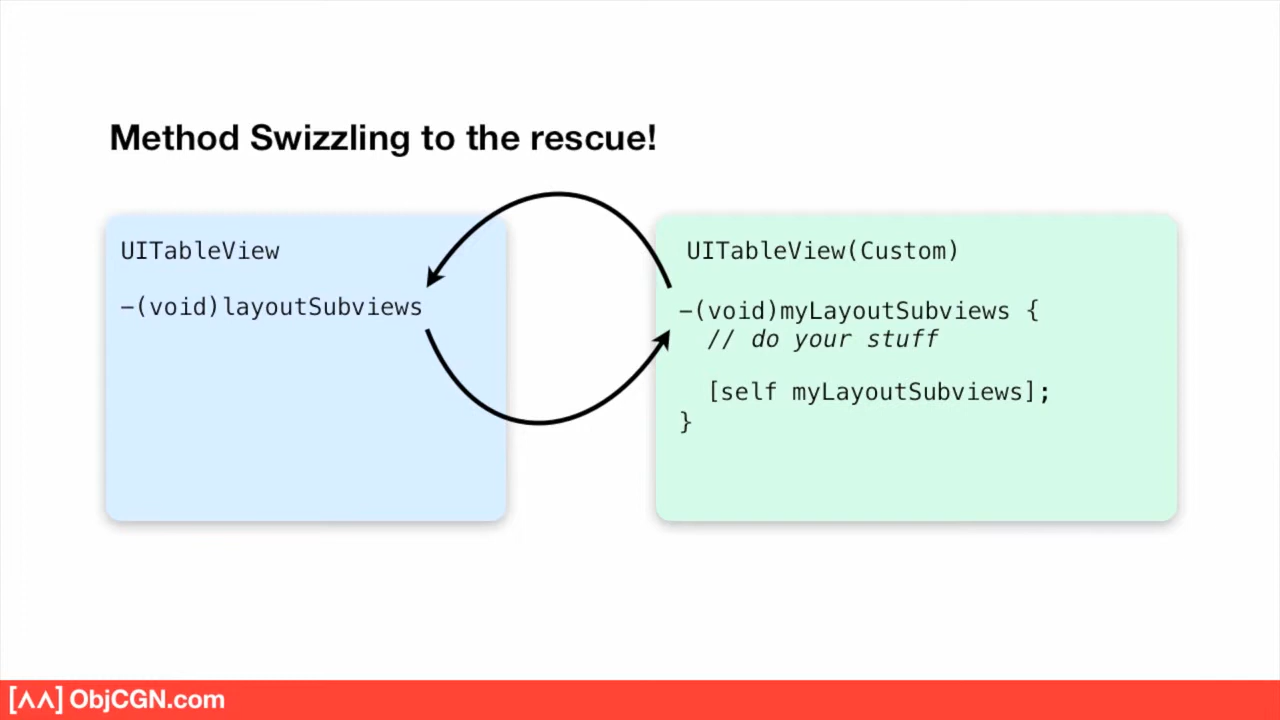 Method Swizzling to the rescue!
UITableView
–(void)layoutSubviews
UITableView(Custom)
–(void)myLayoutSubviews {
// do your stuff
[self myLayoutSubviews];
}
[ʌʌ] ObjCGN.com